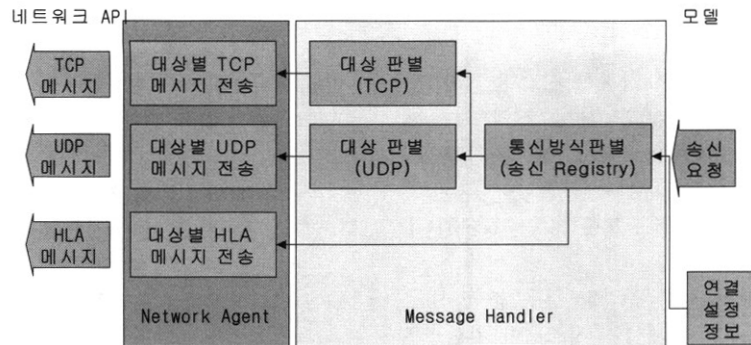 네트워크 API
모델
TCP
메시지
대상별 TCP
메시지 전송
대상 판별
(TCP)
UDP
메시지
대상별 UDP
메시지 전송
대상 판별
(UDP)
통신방식판별
(송신 Registry)
송신
요청
HLA
메시지
대상별 HLA
메시지 전송
연결
설정
정보
Network Agent
Message Handler